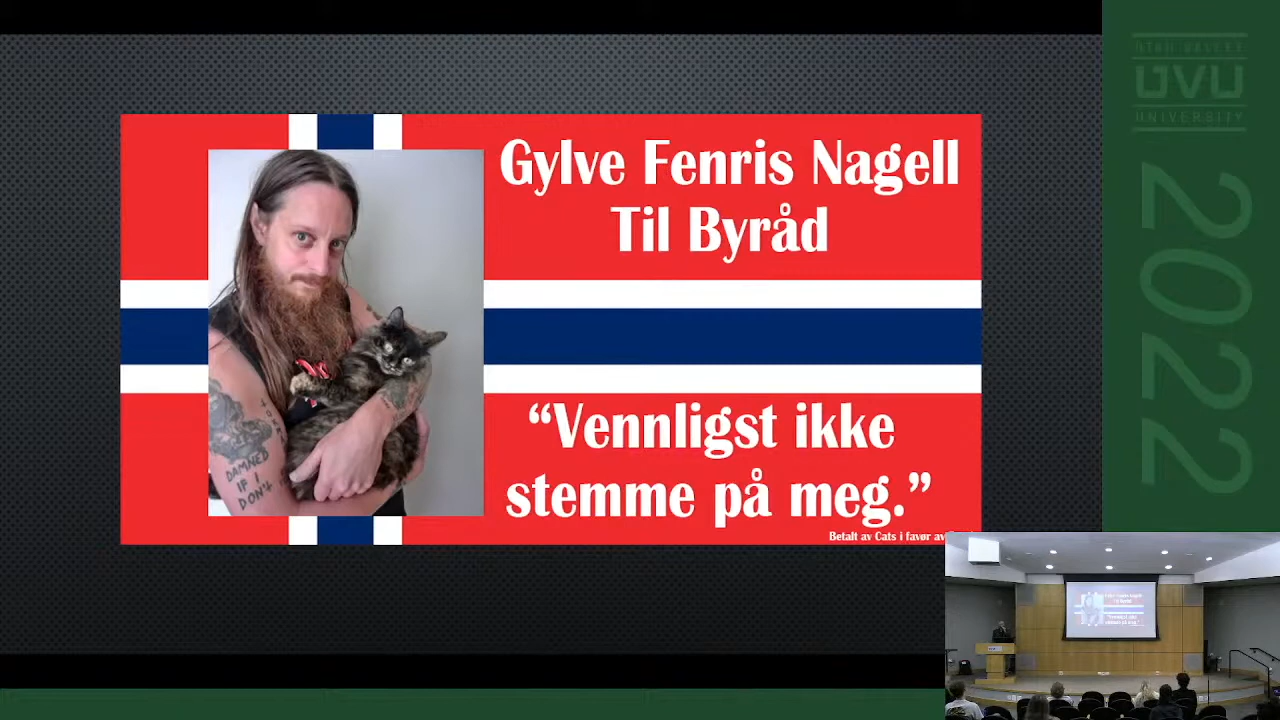 Gylve Fenris Nagell
Til Byråd
“Vennligst ikke
stemme på meg.”
Betalt av Cats i favør av
DAMNED
IF I
DON'T
UTAH VALLEY
UVU
UNIVERSITY
2022